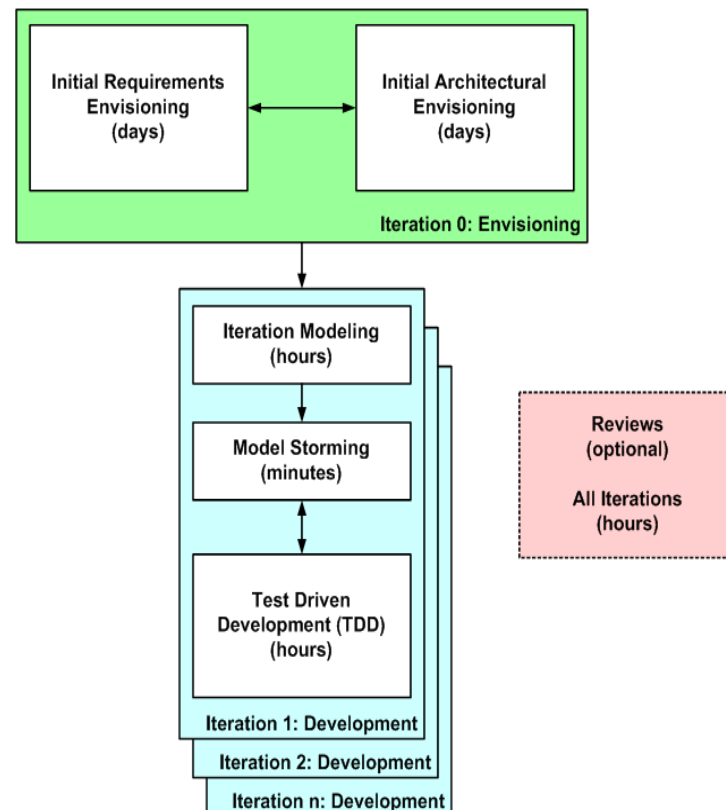 Initial Requirements
Envisioning
(days)
Initial Architectural
Envisioning
(days)
Iteration 0: Envisioning
Iteration Modeling
(hours)
Model Storming
(minutes)
Test Driven
Development (TDD)
(hours)
Iteration 1: Development
Iteration 2: Development
Iteration n: Development
Reviews
(optional)
All Iterations
(hours)